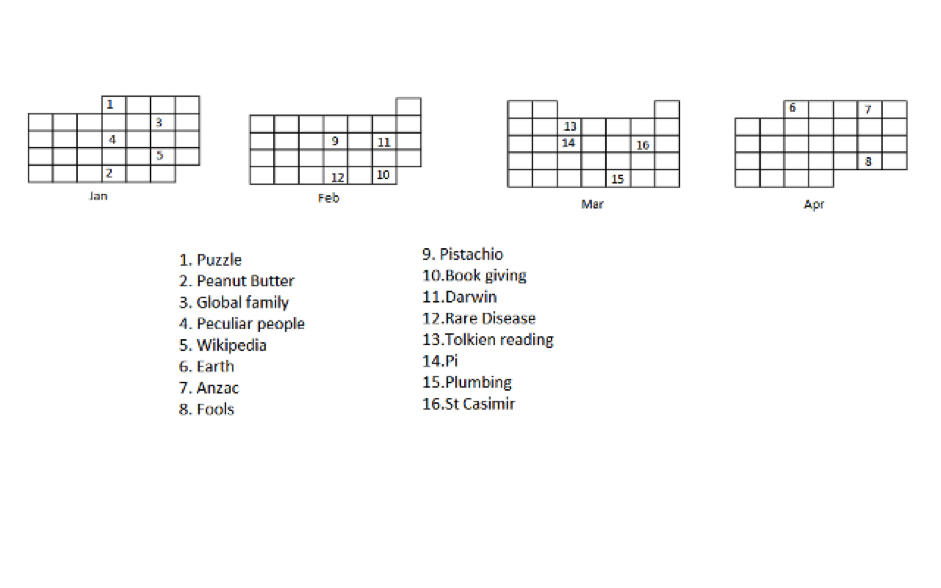 1
3
4
5
2
Jan
9
11
12
10
Feb
13
14
16
15
Mar
6
7
8
Apr
1. Puzzle
2. Peanut Butter
3. Global family
4. Peculiar people
5. Wikipedia
6. Earth
7. Anzac
8. Fools
9. Pistachio
10.Book giving
11.Darwin
12.Rare Disease
13.Tolkien reading
14.Pi
15.Plumbing
16.St Casimir